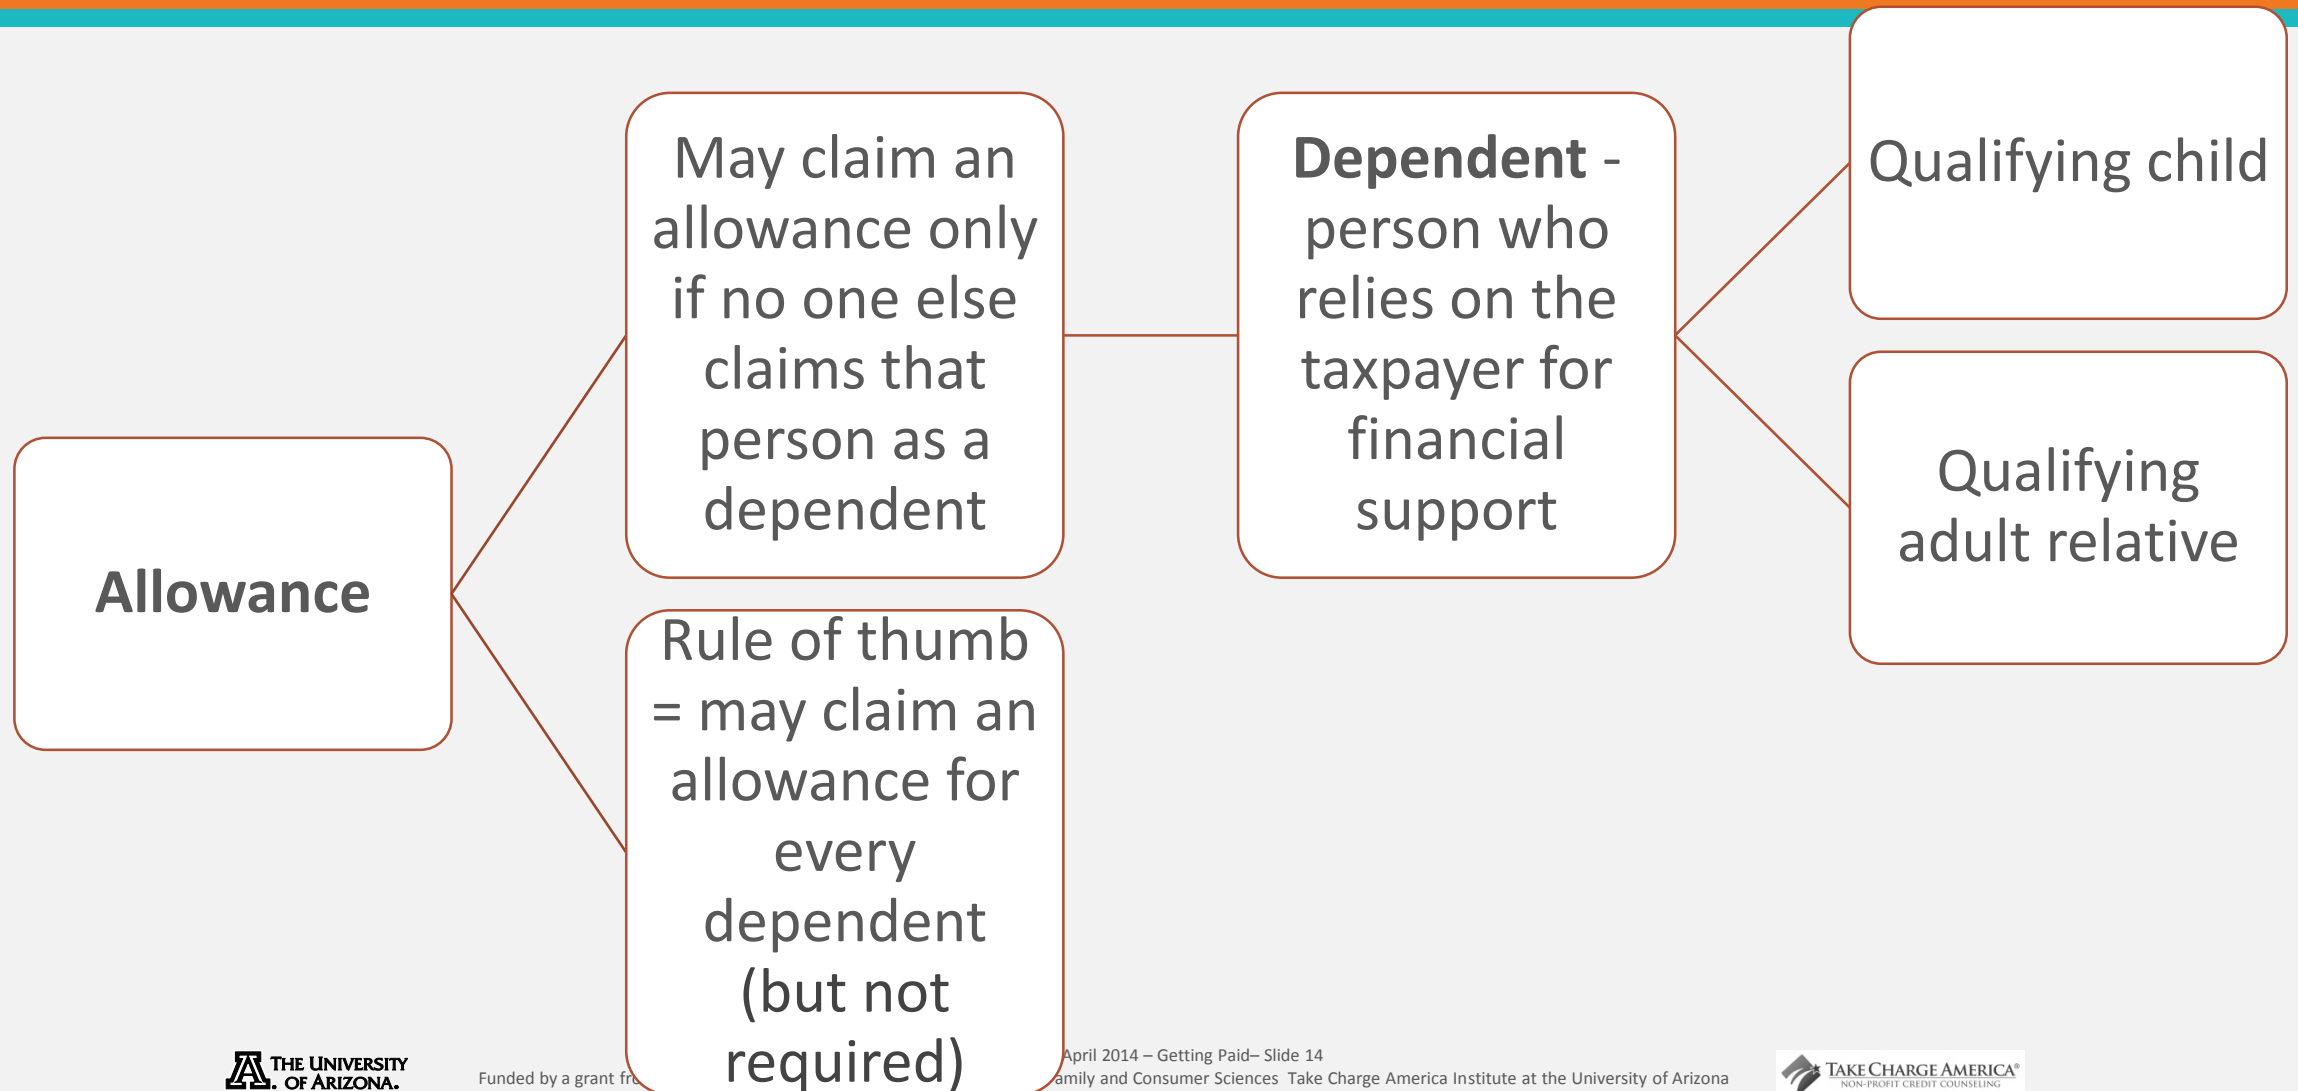 Allowance
May claim an
allowance only
if no one else
claims that
person as a
dependent
Rule of thumb
= may claim an
allowance for
every
dependent
(but not
required)
Dependent -
person who
relies on the
taxpayer for
financial
support
Qualifying child
Qualifying
adult relative
THE UNIVERSITY
OF ARIZONA.
April 2014 – Getting Paid– Slide 14
Funded by a grant
and Consumer Sciences Take Charge America Institute at the University of Arizona
TAKE CHARGE AMERICA®
NON-PROFIT CREDIT COUNSELING